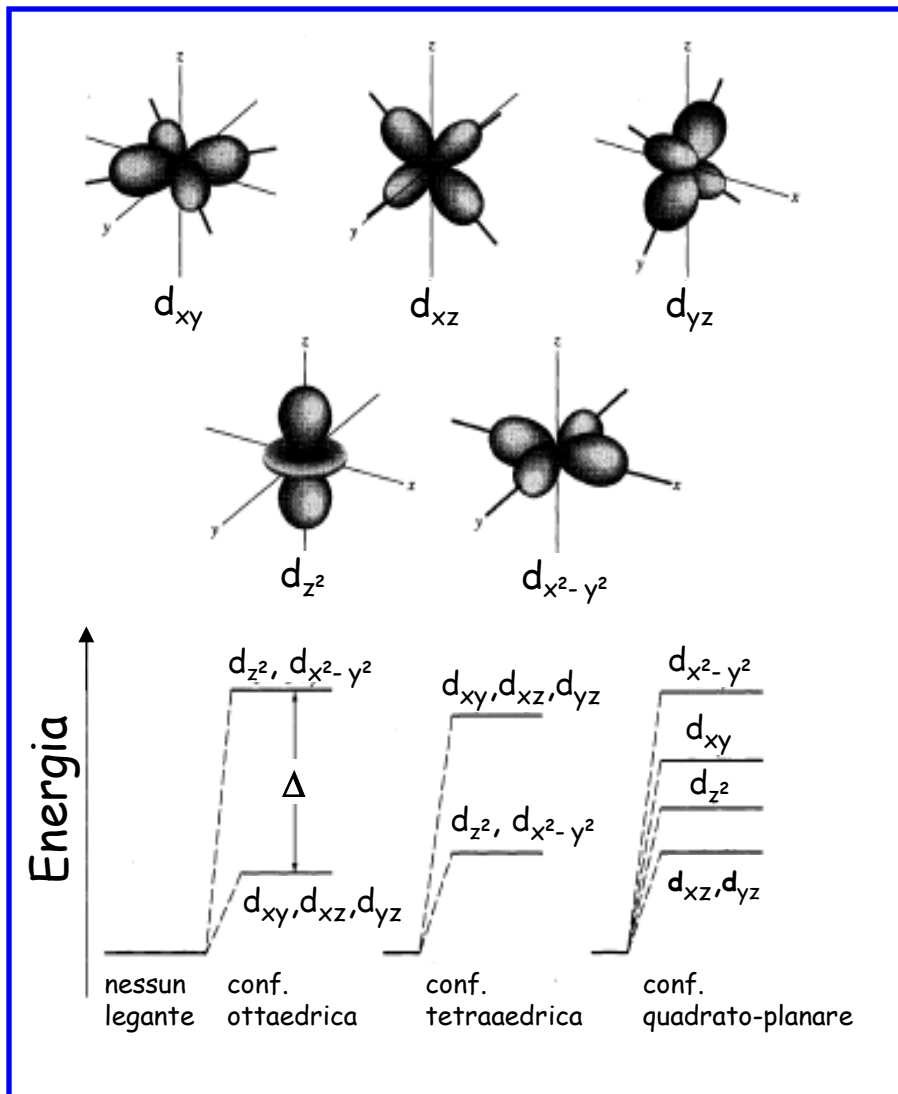 z z z
y y x
d_xy d_xz d_yz
z z
y x y x
d_z² d_x²-y²
Energia
d_z², d_x²-y² d_xy,d_xz,d_yz d_x²-y²
d_xy
Δ d_z², d_x²-y² d_z²
d_xy,d_xz,d_yz d_xz,d_yz
nessun legante
conf. ottaedrica
conf. tetraaedrica
conf. quadrato-planare